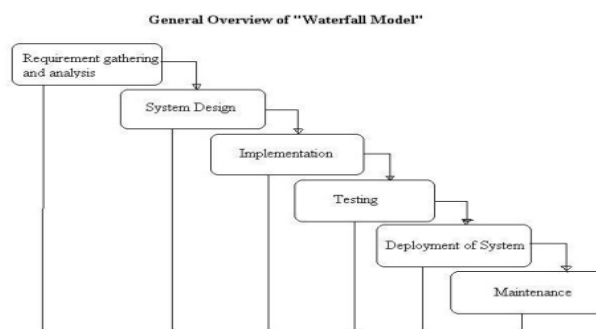 General Overview of "Waterfall Model"
Requirement gathering
and analysis
System Design
Implementation
Testing
Deployment of System
Maintenance